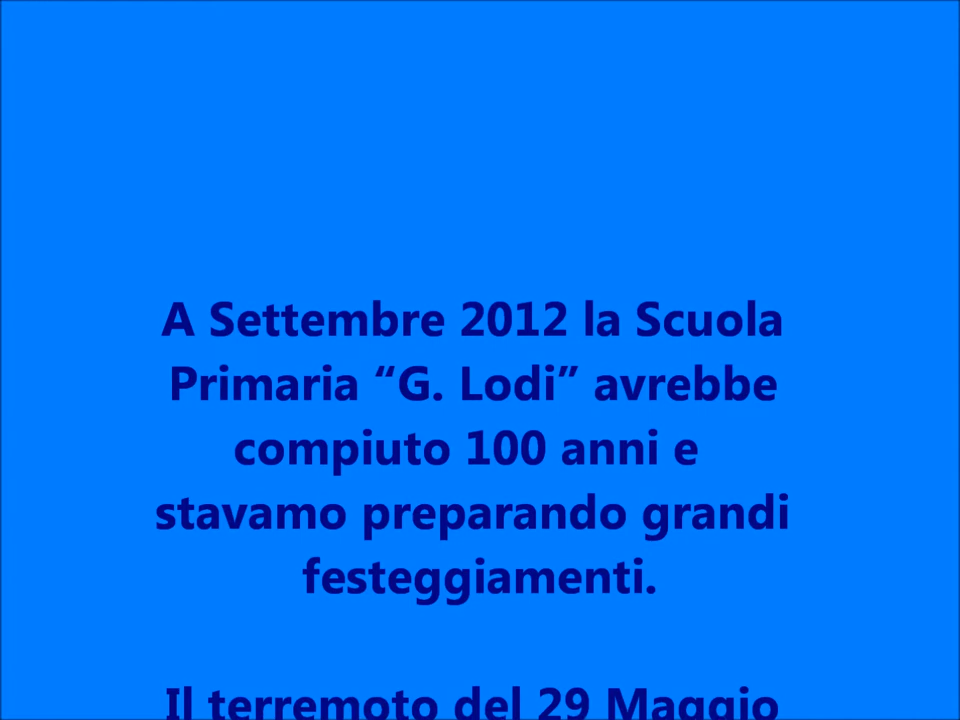 A Settembre 2012 la Scuola
Primaria “G. Lodi” avrebbe
compiuto 100 anni e
stavamo preparando grandi
festeggiamenti.
Il terremoto del 29 Maggio